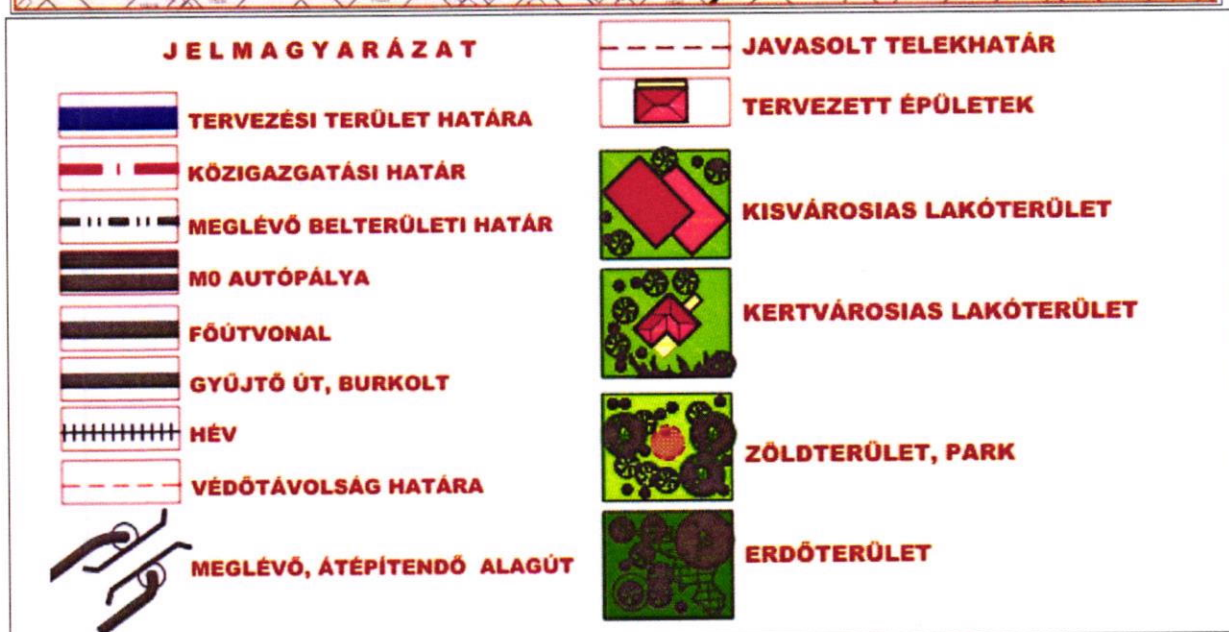 JELMAGYARÁZAT
TERVEZÉSI TERÜLET HATÁRA
KÖZIGAZGATÁSI HATÁR
MEGLÉVŐ BELTERÜLETI HATÁR
M0 AUTÓPÁLYA
FŐÚTVONAL
GYŰJTŐ ÚT, BURKOLT
HÉV
VÉDŐTÁVOLSÁG HATÁRA
MEGLÉVŐ, ÁTÉPÍTENDŐ ALAGÚT
JAVASOLT TELEKHATÁR
TERVEZETT ÉPÜLETEK
KISVÁROSIAS LAKÓTERÜLET
KERTVÁROSIAS LAKÓTERÜLET
ZÖLDTERÜLET, PARK
ERDŐTERÜLET